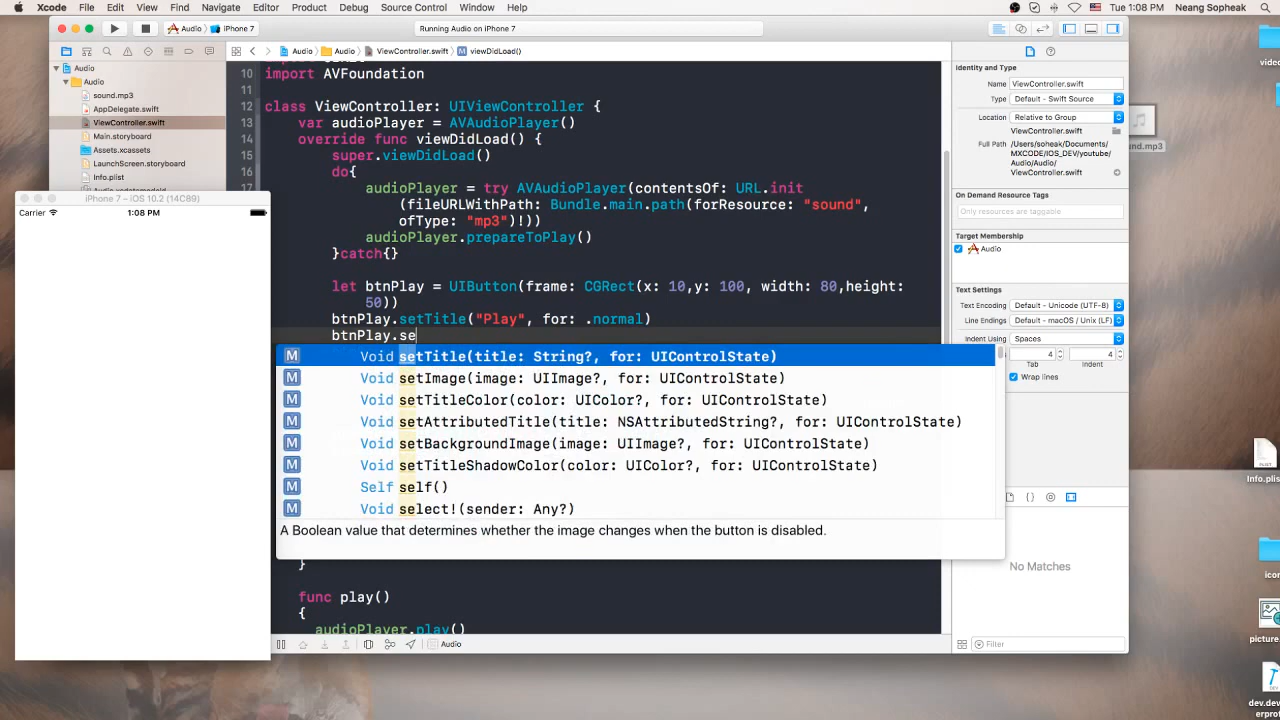 Xcode File Edit View Find Navigate Editor Product Debug Source Control Window Help Tue 1:08 PM Neang Sopheak
Audio iPhone 7 Running Audio on iPhone 7
Audio Audio ViewController.swift viewDidLoad()
Audio
Audio
sound.mp3
AppDelegate.swift
ViewController.swift
Main.storyboard
Assets.xcassets
LaunchScreen.storyboard
Info.plist
iPhone 7 – iOS 10.2 (14C89)
Carrier 1:08 PM
10 import AVFoundation
11
12 class ViewController: UIViewController {
13 var audioPlayer = AVAudioPlayer()
14 override func viewDidLoad() {
15 super.viewDidLoad()
16 do{
17 audioPlayer = try AVAudioPlayer(contentsOf: URL.init
(fileURLWithPath: Bundle.main.path(forResource: "sound",
ofType: "mp3")!))
audioPlayer.prepareToPlay()
}catch{}
let btnPlay = UIButton(frame: CGRect(x: 10,y: 100, width: 80,height:
50))
btnPlay.setTitle("Play", for: .normal)
btnPlay.se
M Void setTitle(title: String?, for: UIControlState)
M Void setImage(image: UIImage?, for: UIControlState)
M Void setTitleColor(color: UIColor?, for: UIControlState)
M Void setAttributedTitle(title: NSAttributedString?, for: UIControlState)
M Void setBackgroundImage(image: UIImage?, for: UIControlState)
M Void setTitleShadowColor(color: UIColor?, for: UIControlState)
M Self self()
M Void select!(sender: Any?)
A Boolean value that determines whether the image changes when the button is disabled.
}
func play()
{
audioPlayer.play()
Audio
Identity and Type
Name ViewController.swift
Type Default - Swift Source
Location Relative to Group
ViewController.swift
Full Path /Users/soheak/Documents/
MXCODE/IOS_DEV/youtube/
Audio/Audio/
ViewController.swift
On Demand Resource Tags
Only resources are taggable
Target Membership
Audio
Text Settings
Text Encoding Default - Unicode (UTF-8)
Line Endings Default - macOS / Unix (LF)
Indent Using Spaces
4 4
Tab Indent
Wrap lines
No Matches
Filter
video
Info.plist
icon
picture.
dev.dev
erprof